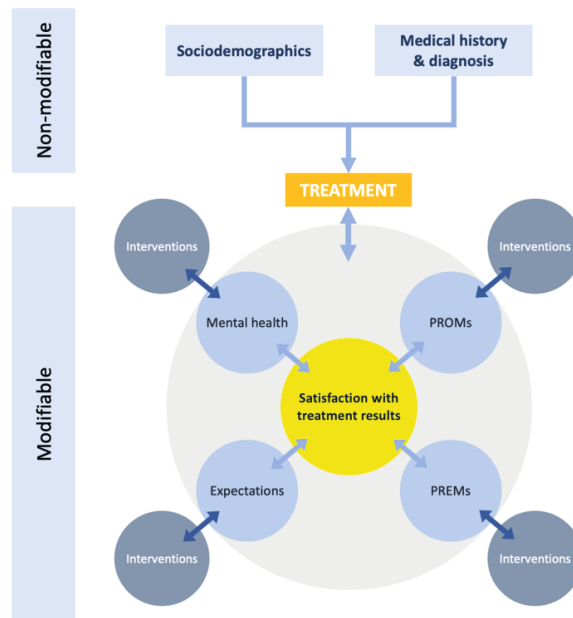 Non-modifiable
Sociodemographics
Medical history
& diagnosis
TREATMENT
Modifiable
Interventions
Interventions
Mental health
PROMs
Satisfaction with
treatment results
Expectations
PREMs
Interventions
Interventions